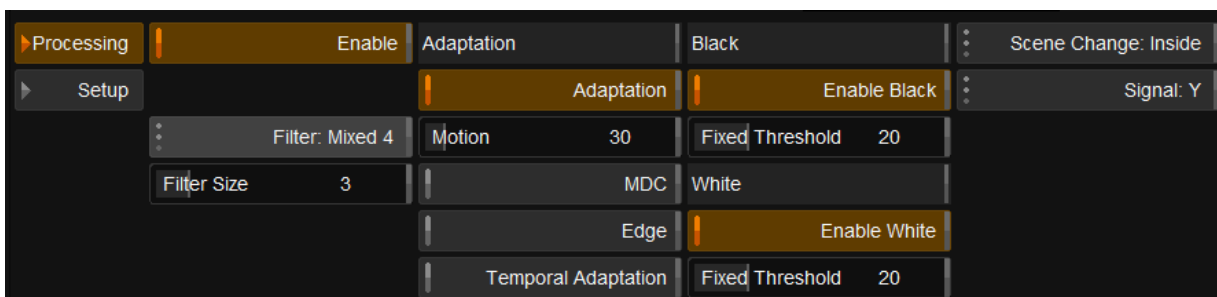 Processing Enable Adaptation Black Scene Change: Inside
Setup Adaptation Enable Black Signal: Y
Filter: Mixed 4 Motion 30 Fixed Threshold 20
Filter Size 3 MDC White
Edge Enable White
Temporal Adaptation Fixed Threshold 20